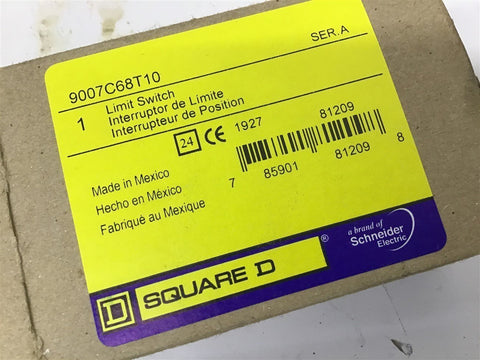 9007C68T10
SER.A
1
Limit Switch
Interruptor de Limite
Interrupteur de Position
24 CE 1927 81209
Made in Mexico
Hecho en México
Fabriqué au Mexique
7 85901 81209 8
D SQUARE D ®
a brand of
Schneider
Electric